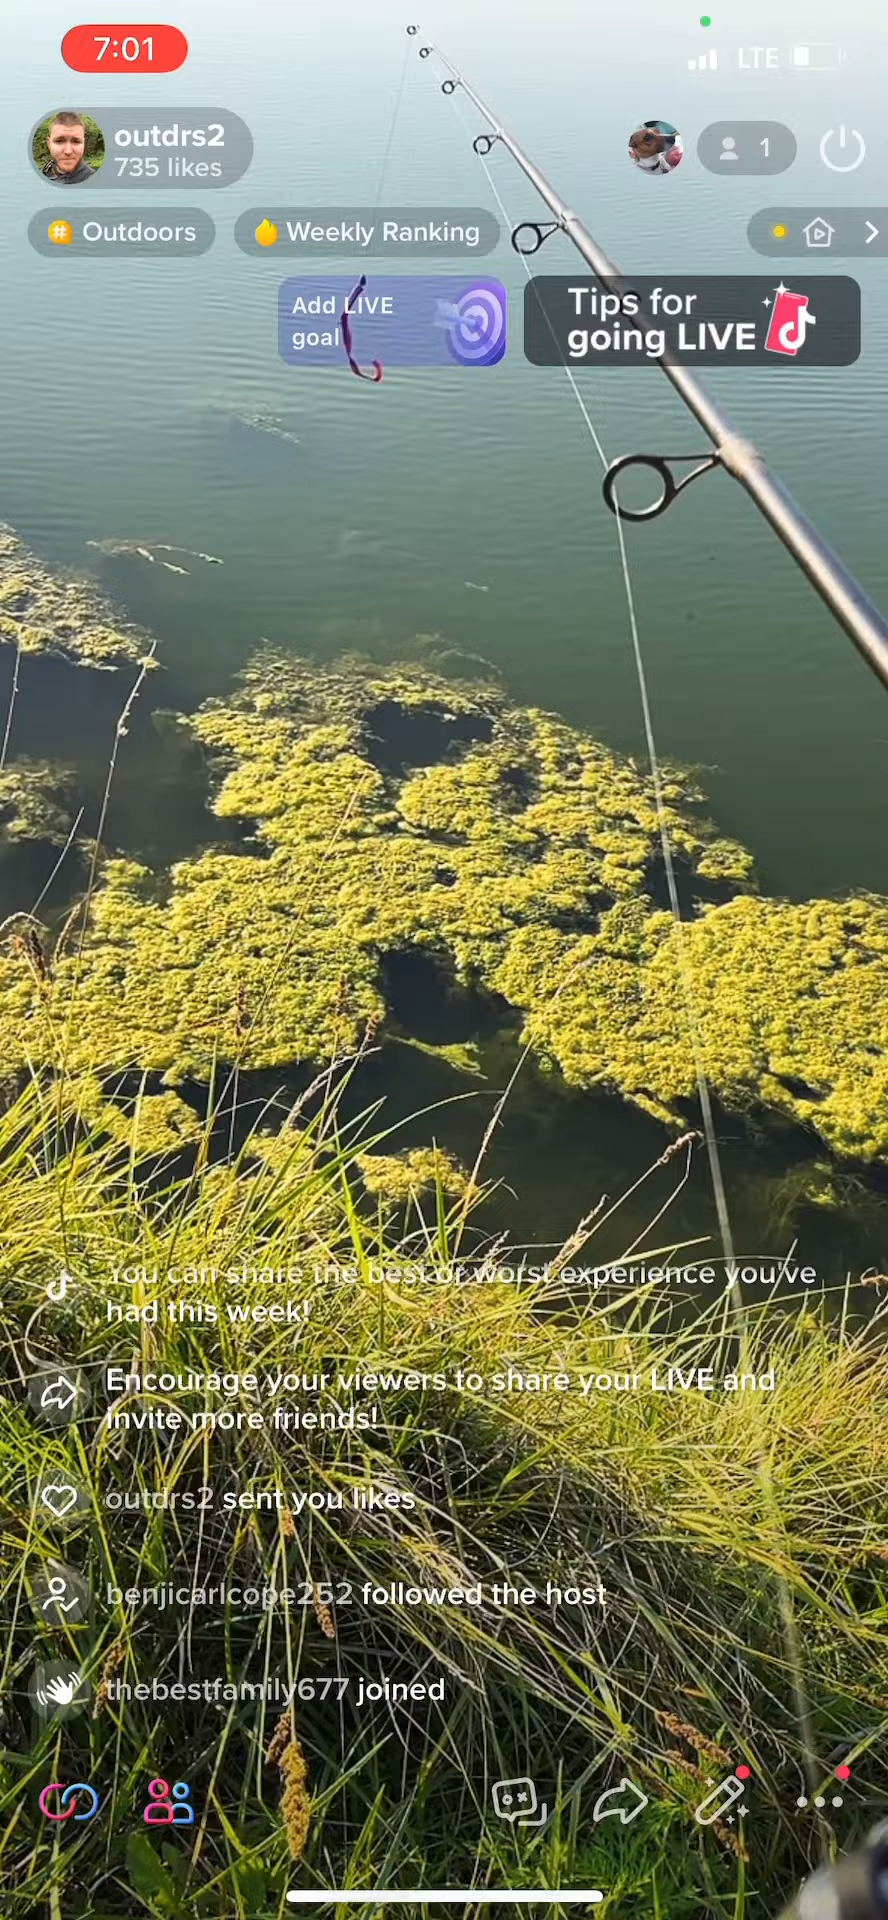 7:01
LTE
outdrs2
735 likes
1
# Outdoors
Weekly Ranking
Add LIVE
goal
Tips for
going LIVE
You can share the best or worst experience you've
had this week!
Encourage your viewers to share your LIVE and
invite more friends!
outdrs2 sent you likes
benjicarlcope252 followed the host
thebestfamily677 joined